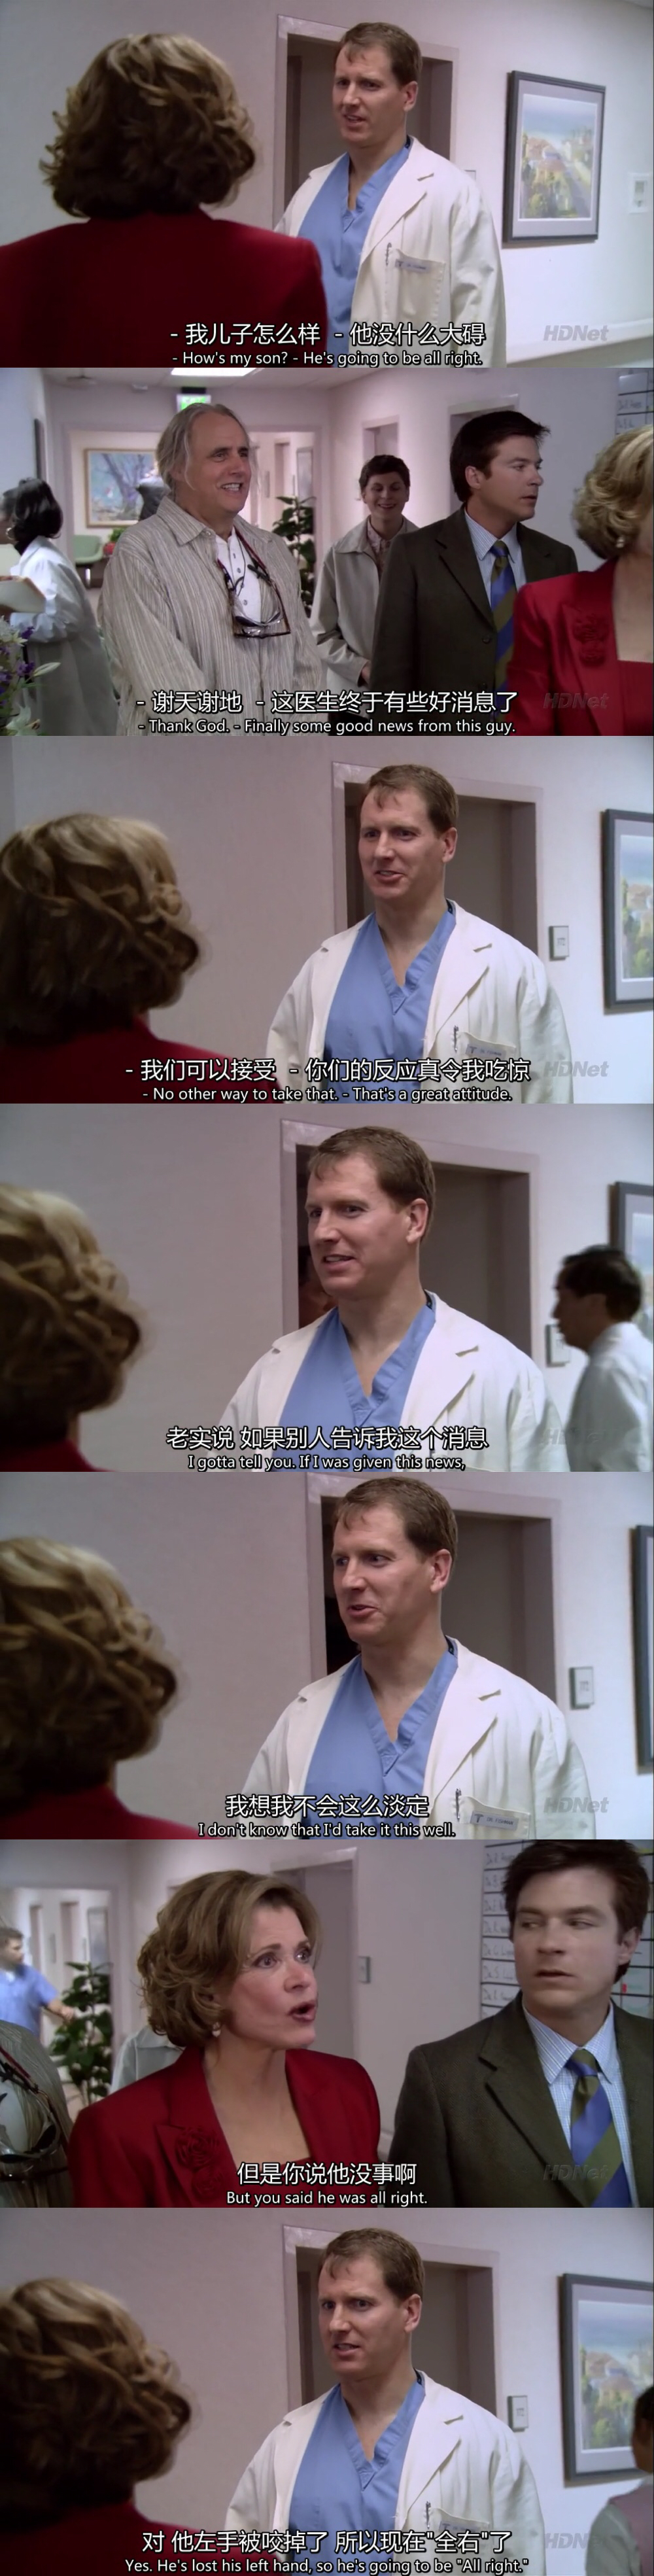 - 我儿子怎么样 - 他没什么大碍
- How's my son? - He's going to be all right.
HDNet
- 谢天谢地 - 这医生终于有些好消息了
- Thank God. - Finally some good news from this guy.
HDNet
- 我们可以接受 - 你们的反应真令我吃惊
- No other way to take that. - That's a great attitude.
HDNet
老实说 如果别人告诉我这个消息
I gotta tell you. If I was given this news,
我想我不会这么淡定
I don't know that I'd take it this well.
HDNet
但是你说他没事啊
But you said he was all right.
HDNet
对 他左手被咬掉了 所以现在"全右"了
Yes. He's lost his left hand, so he's going to be "All right."
HDN